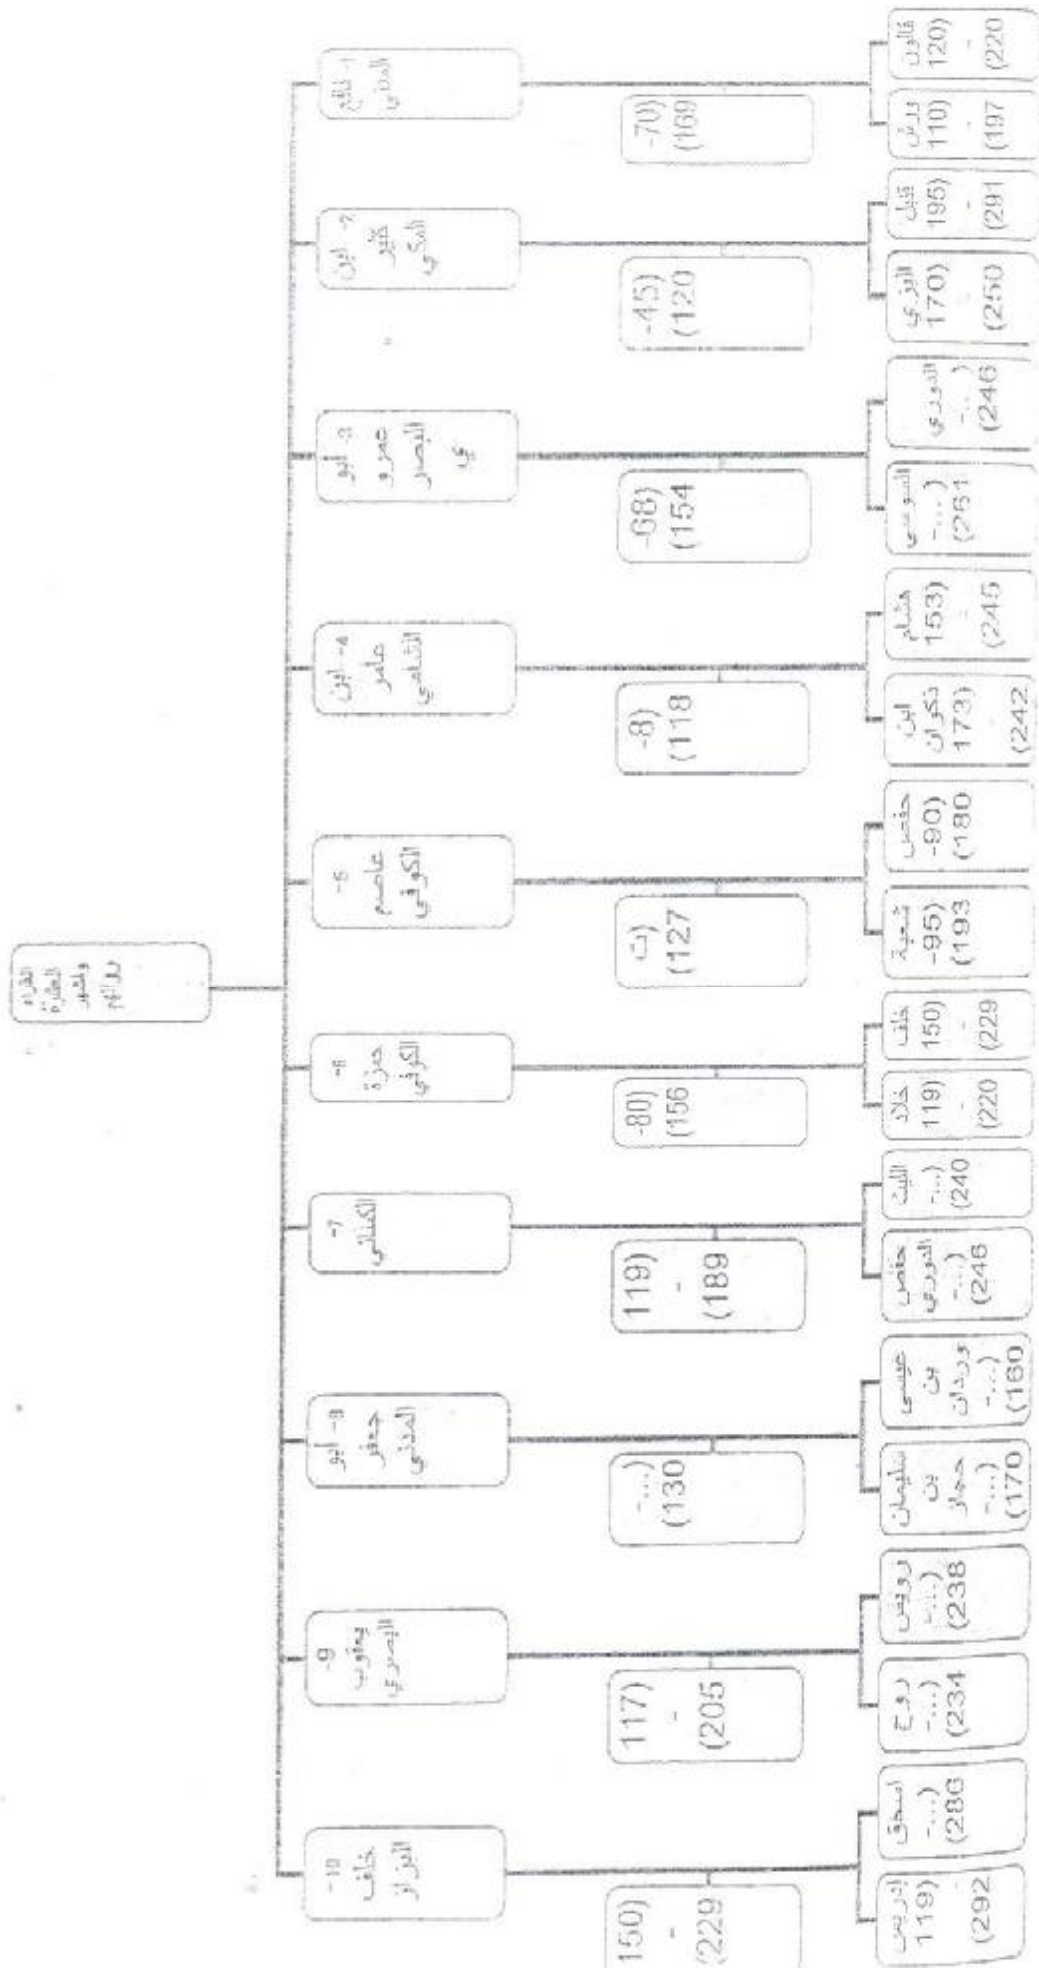 القراء
العشرة
وأشهر
رواتهم
1- نافع
المدني
-70)
(169
قالون
120)
-
(220
ورش
110)
-
(197
2- ابن
كثير
المكي
-45)
(120
قنبل
195)
-
(291
البزي
170)
-
(250
3- أبو
عمرو
البصر
ي
-68)
(154
الدوري
-...)
(246
السوسي
-...)
(261
4- ابن
عامر
الشامي
-8)
(118
هشام
153)
-
(245
ابن
ذكوان
173)
-
(242
-5
عاصم
الكوفي
ت)
(127
حفص
-90)
(180
شعبة
-95)
(193
-6
حمزة
الكوفي
-80)
(156
خلف
150)
-
(229
خلاد
119)
-
(220
-7
الكسائي
119)
-
(189
الليث
-...)
(240
حفص
الدوري
-...)
(246
8- أبو
جعفر
المدني
-...)
(130
عيسى
بن
وردان
-...)
(160
سليمان
بن
جماز
-...)
(170
-9
يعقوب
البصري
117)
-
(205
رويس
-...)
(238
روح
-...)
(234
-10
خلف
البزار
150)
-
(229
اسحق
-...)
(286
إدريس
119)
-
(292